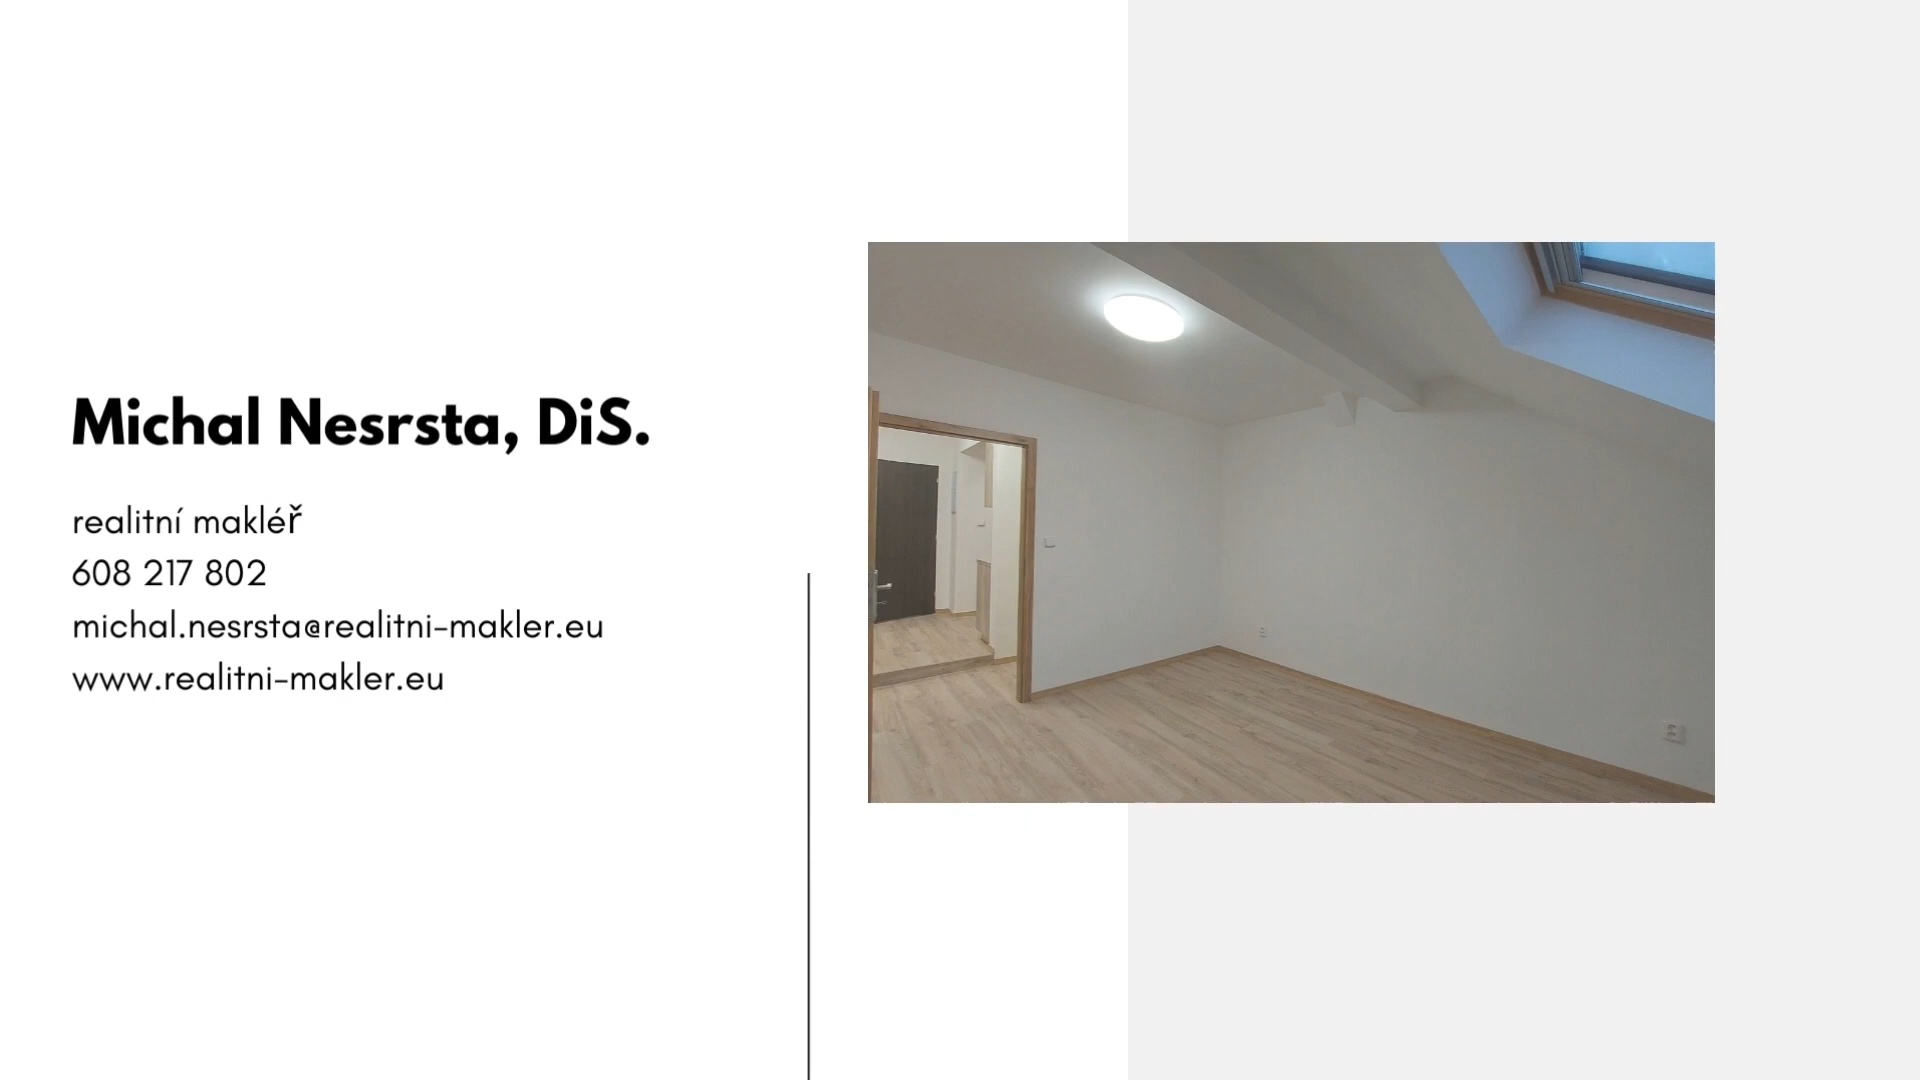 Michal Nesrsta, DiS.
realitní makléř
608 217 802
michal.nesrsta@realitni-makler.eu
www.realitni-makler.eu